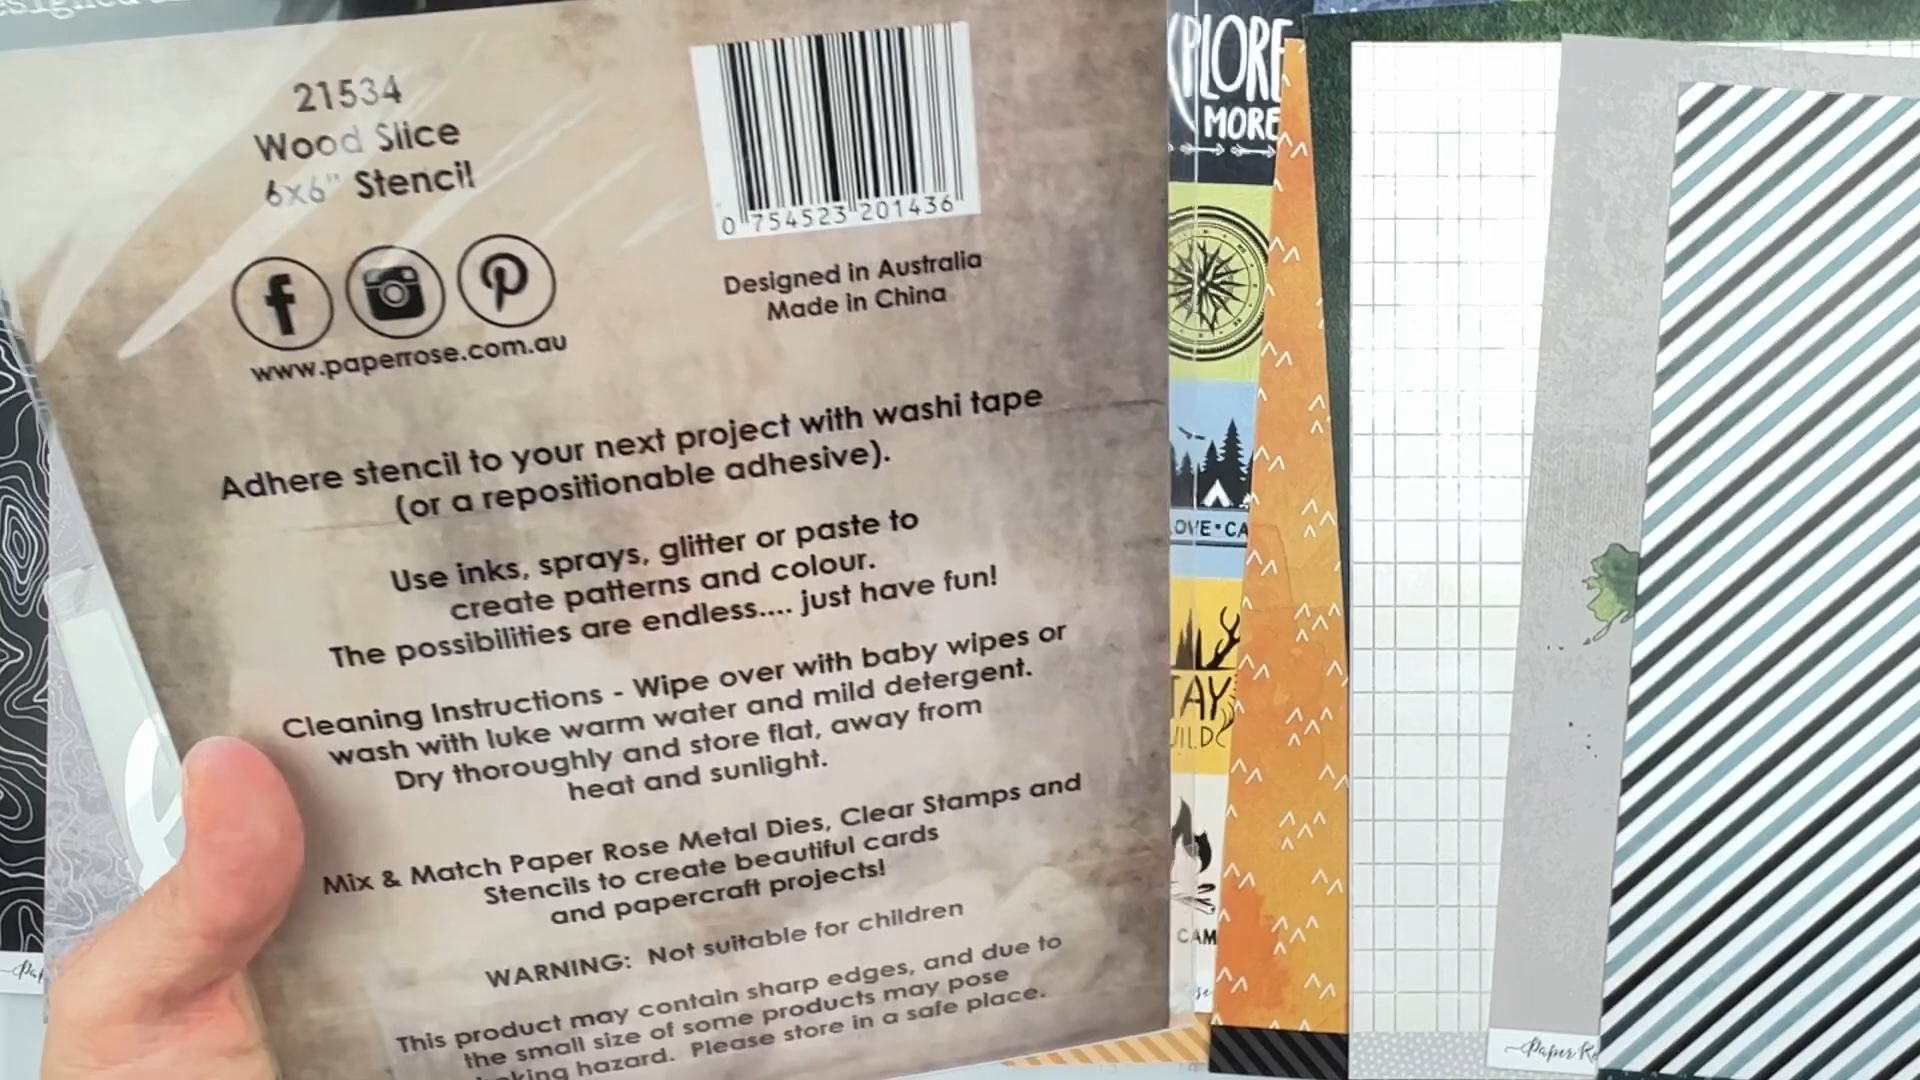 21534
Wood Slice
6x6" Stencil
0 754523 201436
Designed in Australia
Made in China
www.paperrose.com.au
Adhere stencil to your next project with washi tape
(or a repositionable adhesive).
Use inks, sprays, glitter or paste to
create patterns and colour.
The possibilities are endless.... just have fun!
Cleaning Instructions - Wipe over with baby wipes or
wash with luke warm water and mild detergent.
Dry thoroughly and store flat, away from
heat and sunlight.
Mix & Match Paper Rose Metal Dies, Clear Stamps and
Stencils to create beautiful cards
and papercraft projects!
WARNING: Not suitable for children
This product may contain sharp edges, and due to
the small size of some products may pose
hazard. Please store in a safe place.
XPLORE
MORE
OVE•CA
TAY
CAM
Paper